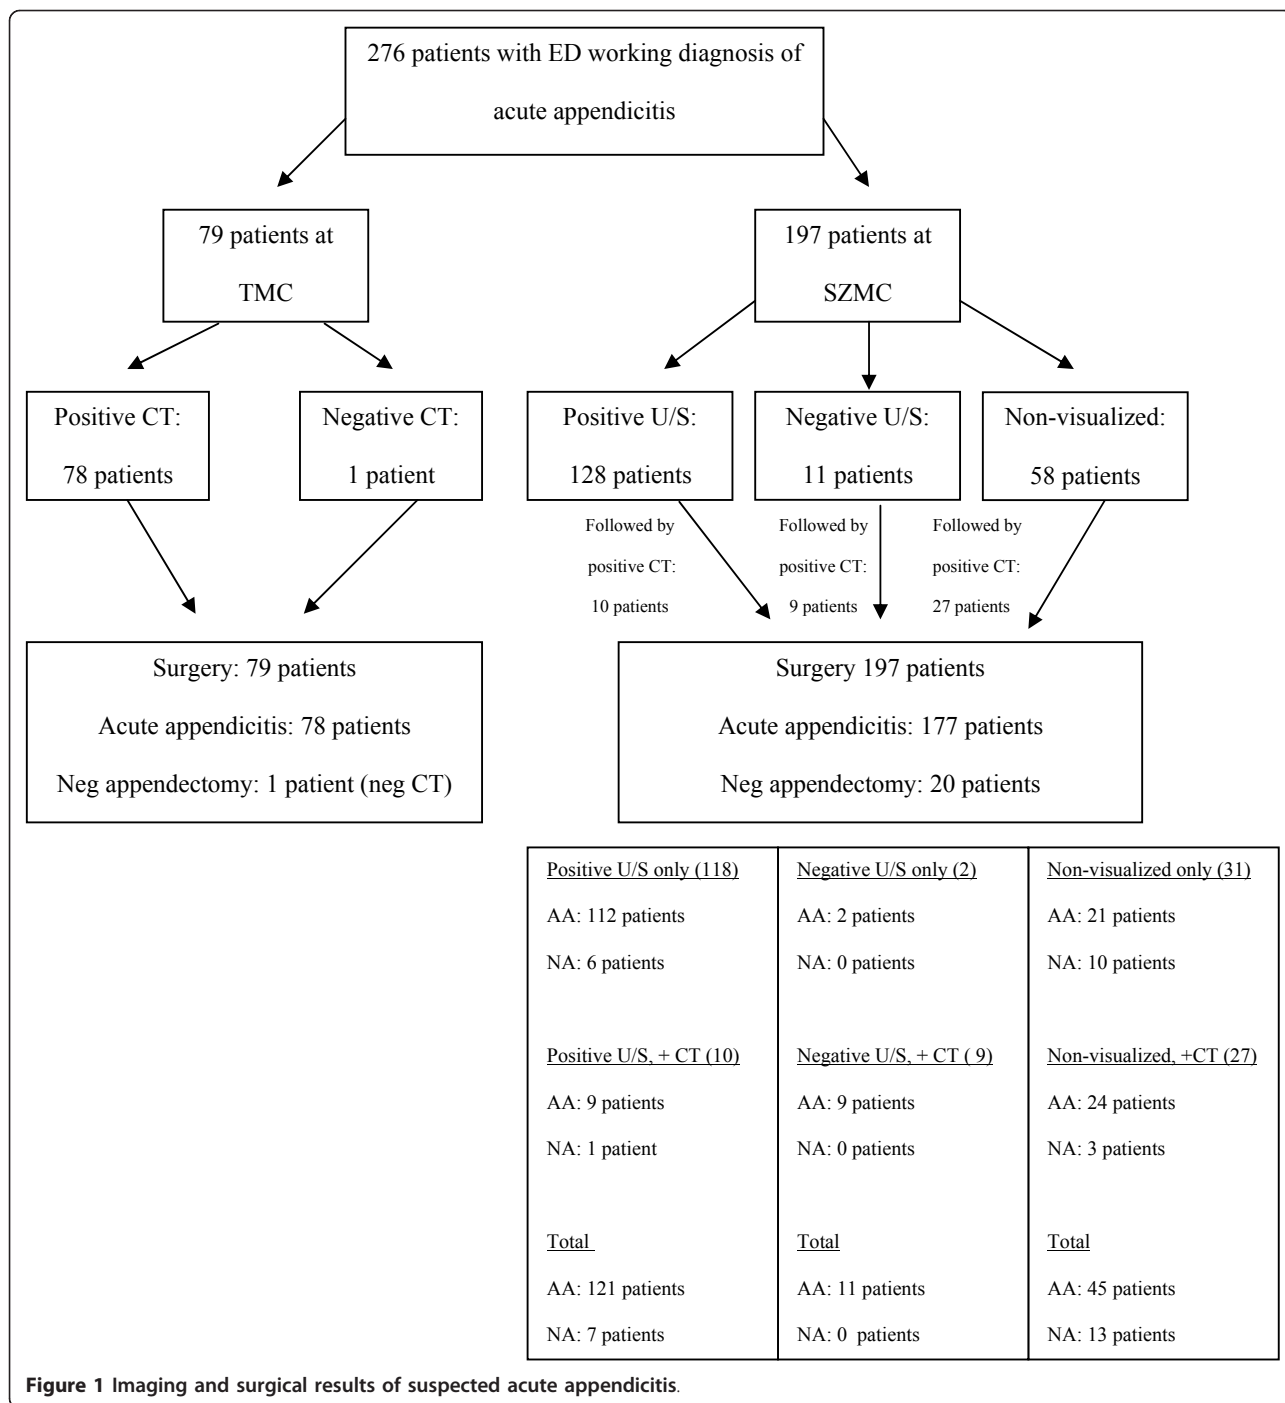 276 patients with ED working diagnosis of
acute appendicitis
79 patients at
TMC
197 patients at
SZMC
Positive CT:
78 patients
Negative CT:
1 patient
Positive U/S:
128 patients
Negative U/S:
11 patients
Non-visualized:
58 patients
Followed by
positive CT:
10 patients
Followed by
positive CT:
9 patients
Followed by
positive CT:
27 patients
Surgery: 79 patients
Acute appendicitis: 78 patients
Neg appendectomy: 1 patient (neg CT)
Surgery 197 patients
Acute appendicitis: 177 patients
Neg appendectomy: 20 patients
Positive U/S only (118)
AA: 112 patients
NA: 6 patients
Positive U/S, + CT (10)
AA: 9 patients
NA: 1 patient
Total
AA: 121 patients
NA: 7 patients
Negative U/S only (2)
AA: 2 patients
NA: 0 patients
Negative U/S, + CT ( 9)
AA: 9 patients
NA: 0 patients
Total
AA: 11 patients
NA: 0 patients
Non-visualized only (31)
AA: 21 patients
NA: 10 patients
Non-visualized, +CT (27)
AA: 24 patients
NA: 3 patients
Total
AA: 45 patients
NA: 13 patients
Figure 1 Imaging and surgical results of suspected acute appendicitis.